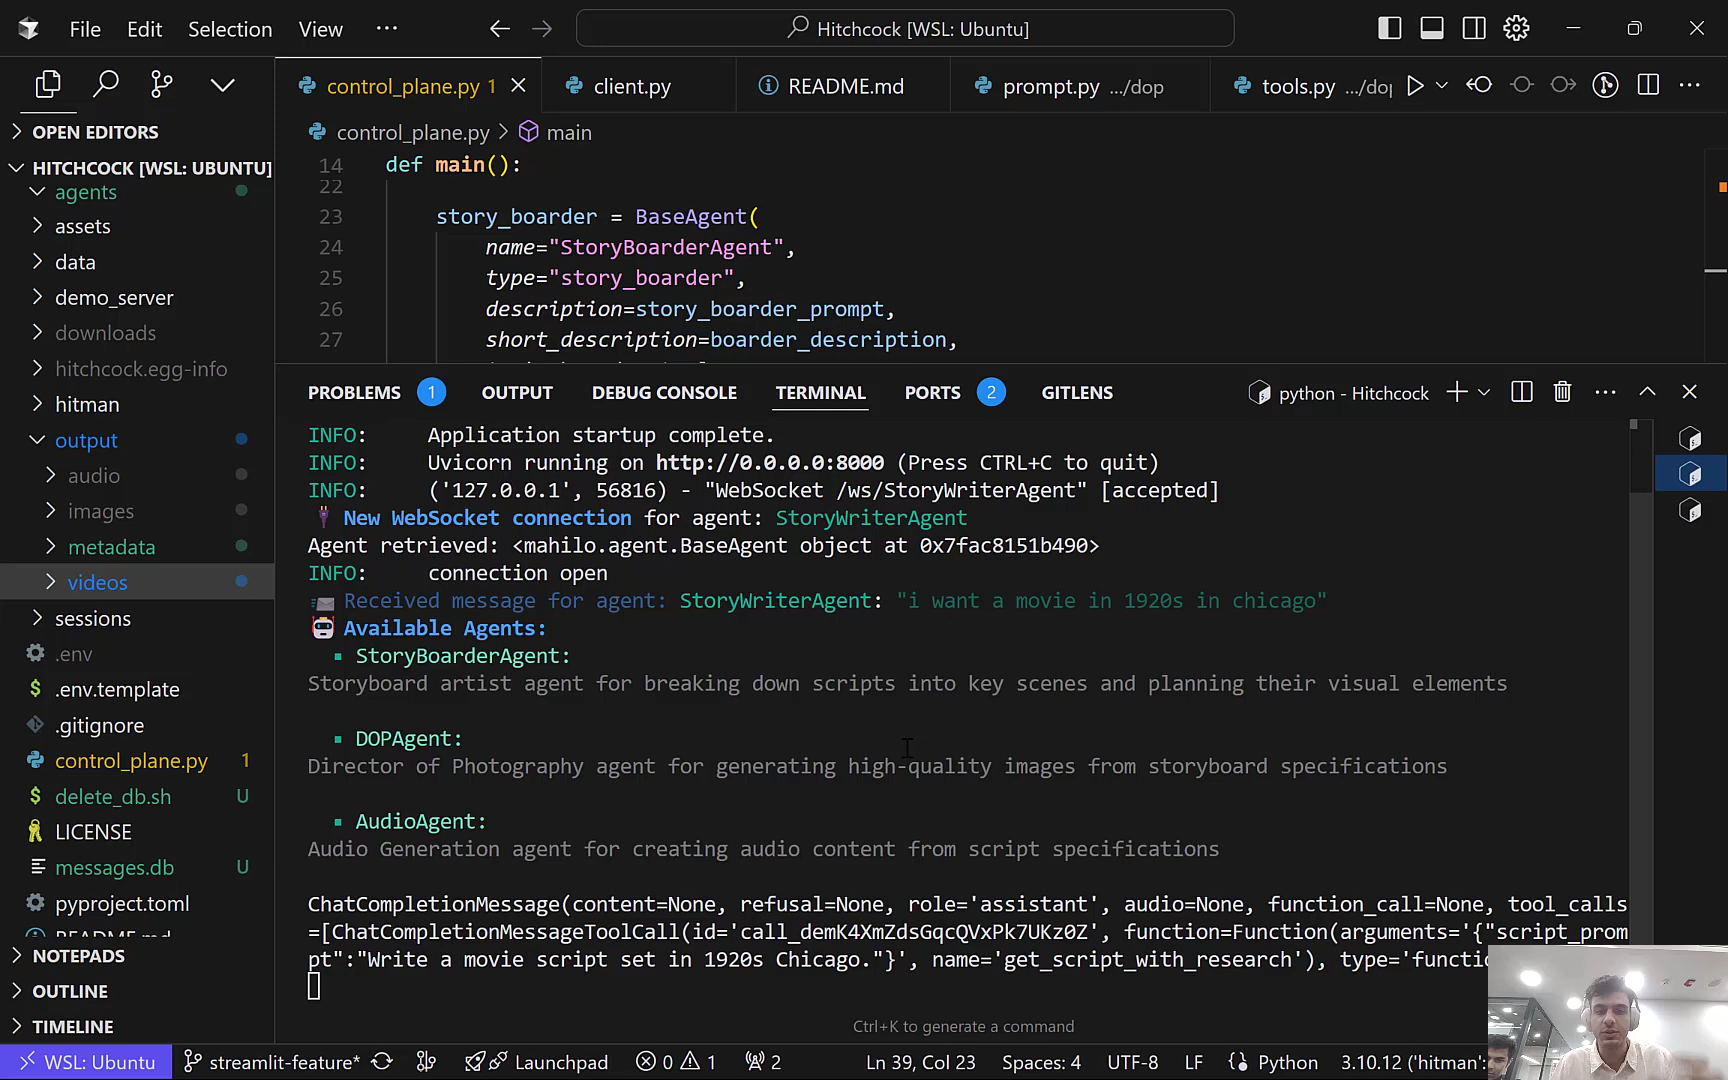 File Edit Selection View ··· Hitchcock [WSL: Ubuntu]
control_plane.py 1 client.py README.md prompt.py .../dop tools.py .../dop
OPEN EDITORS
HITCHCOCK [WSL: UBUNTU]
agents
assets
data
demo_server
downloads
hitchcock.egg-info
hitman
output
audio
images
metadata
videos
sessions
.env
.env.template
.gitignore
control_plane.py 1
delete_db.sh U
LICENSE
messages.db U
pyproject.toml
README.md
NOTEPADS
OUTLINE
TIMELINE
control_plane.py > main
14 def main():
22
23 story_boarder = BaseAgent(
24 name="StoryBoarderAgent",
25 type="story_boarder",
26 description=story_boarder_prompt,
27 short_description=boarder_description,
PROBLEMS 1 OUTPUT DEBUG CONSOLE TERMINAL PORTS 2 GITLENS python - Hitchcock
INFO: Application startup complete.
INFO: Uvicorn running on http://0.0.0.0:8000 (Press CTRL+C to quit)
INFO: ('127.0.0.1', 56816) - "WebSocket /ws/StoryWriterAgent" [accepted]
New WebSocket connection for agent: StoryWriterAgent
Agent retrieved: <mahilo.agent.BaseAgent object at 0x7fac8151b490>
INFO: connection open
Received message for agent: StoryWriterAgent: "i want a movie in 1920s in chicago"
Available Agents:
▪ StoryBoarderAgent:
Storyboard artist agent for breaking down scripts into key scenes and planning their visual elements
▪ DOPAgent:
Director of Photography agent for generating high-quality images from storyboard specifications
▪ AudioAgent:
Audio Generation agent for creating audio content from script specifications
ChatCompletionMessage(content=None, refusal=None, role='assistant', audio=None, function_call=None, tool_calls
=[ChatCompletionMessageToolCall(id='call_demK4XmZdsGqcQVxPk7UKz0Z', function=Function(arguments='{"script_prom
pt":"Write a movie script set in 1920s Chicago."}', name='get_script_with_research'), type='functi
Ctrl+K to generate a command
WSL: Ubuntu streamlit-feature* Launchpad 0 1 2 Ln 39, Col 23 Spaces: 4 UTF-8 LF Python 3.10.12 ('hitman':